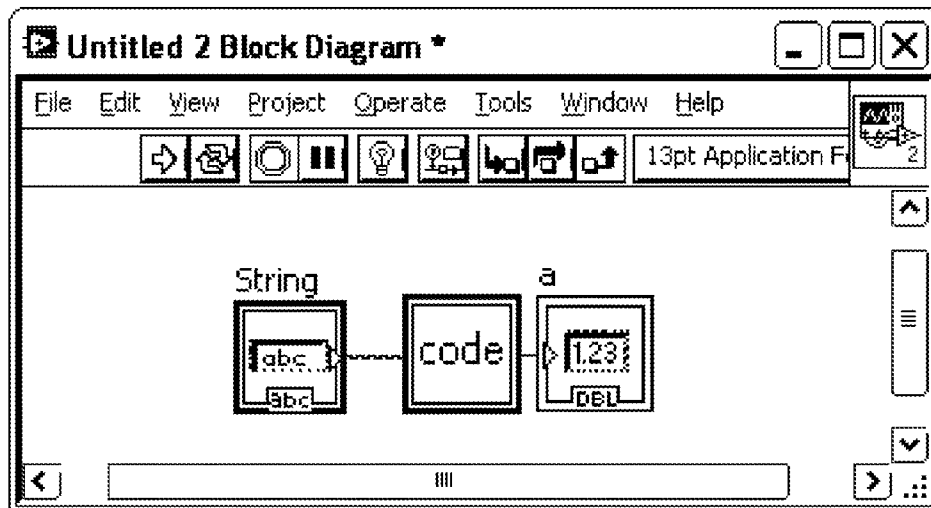 Untitled 2 Block Diagram *
File Edit View Project Operate Tools Window Help
13pt Application F
2
String
a
abc
code
1.23
abc
DBL